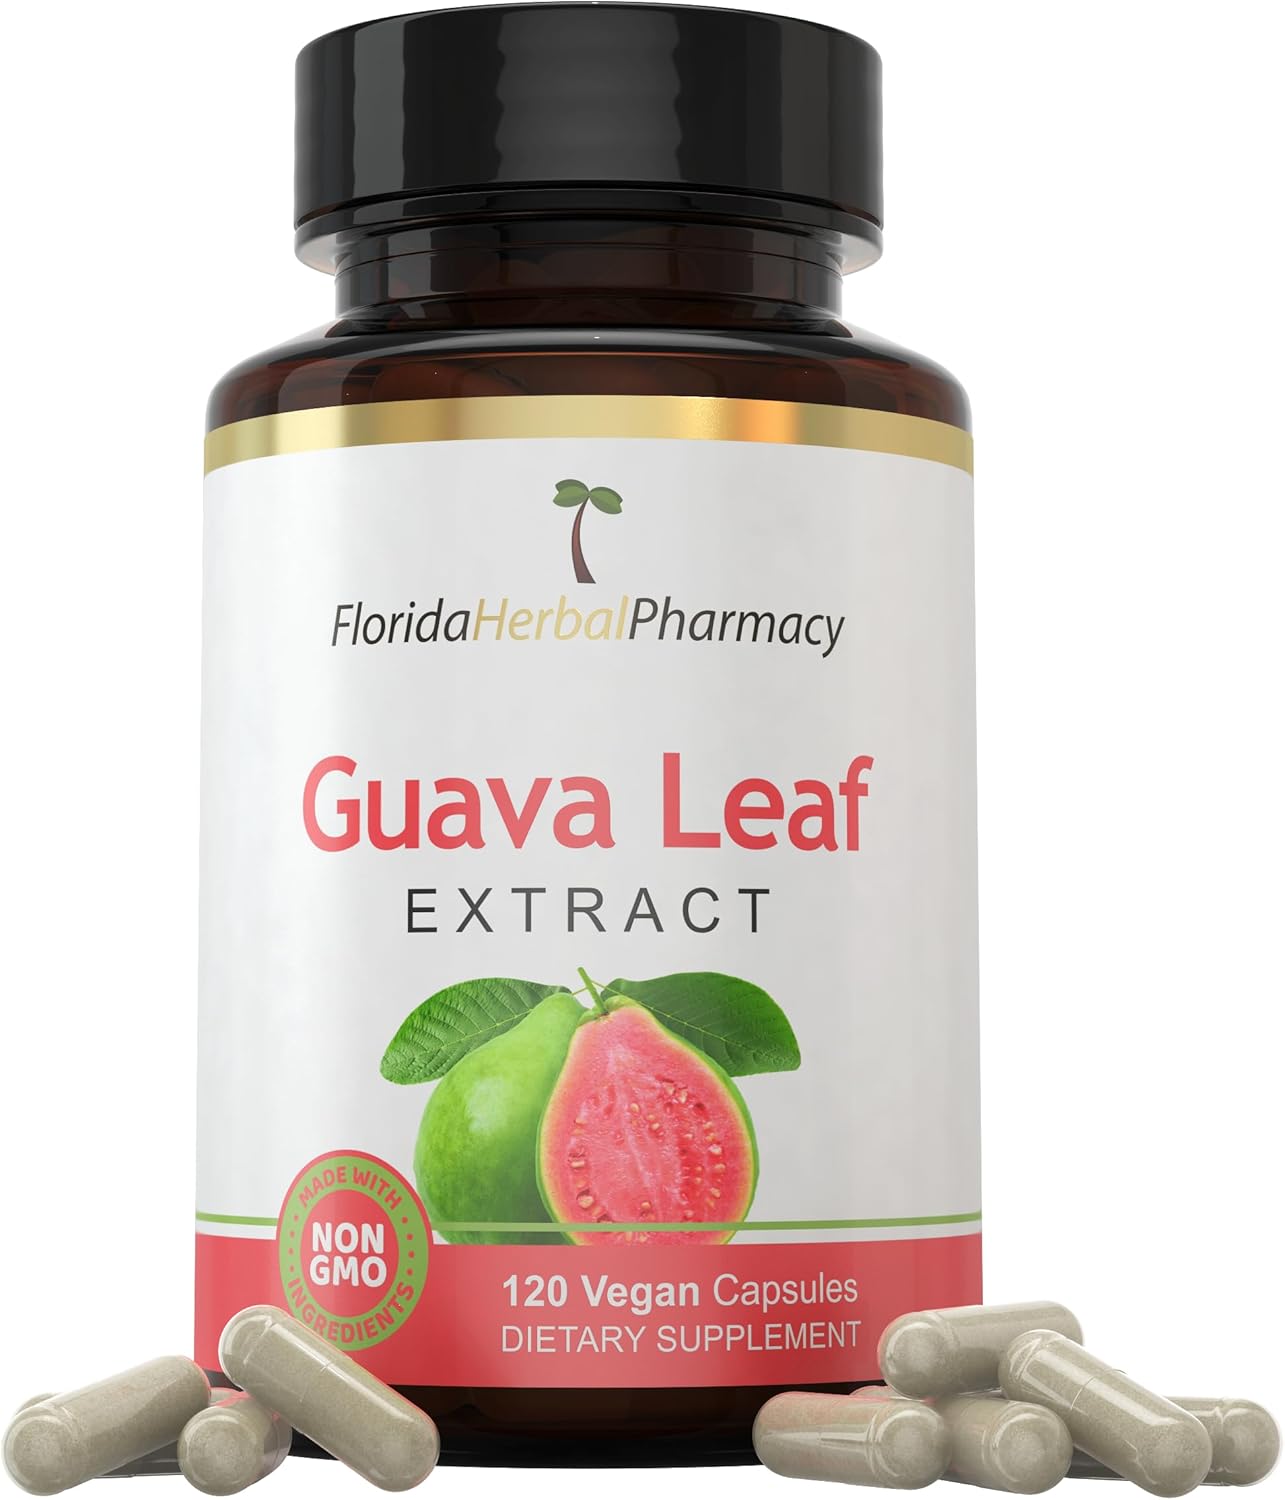 FloridaHerbalPharmacy
Guava Leaf
EXTRACT
MADE WITH
NON
GMO
INGREDIENTS
120 Vegan Capsules
DIETARY SUPPLEMENT